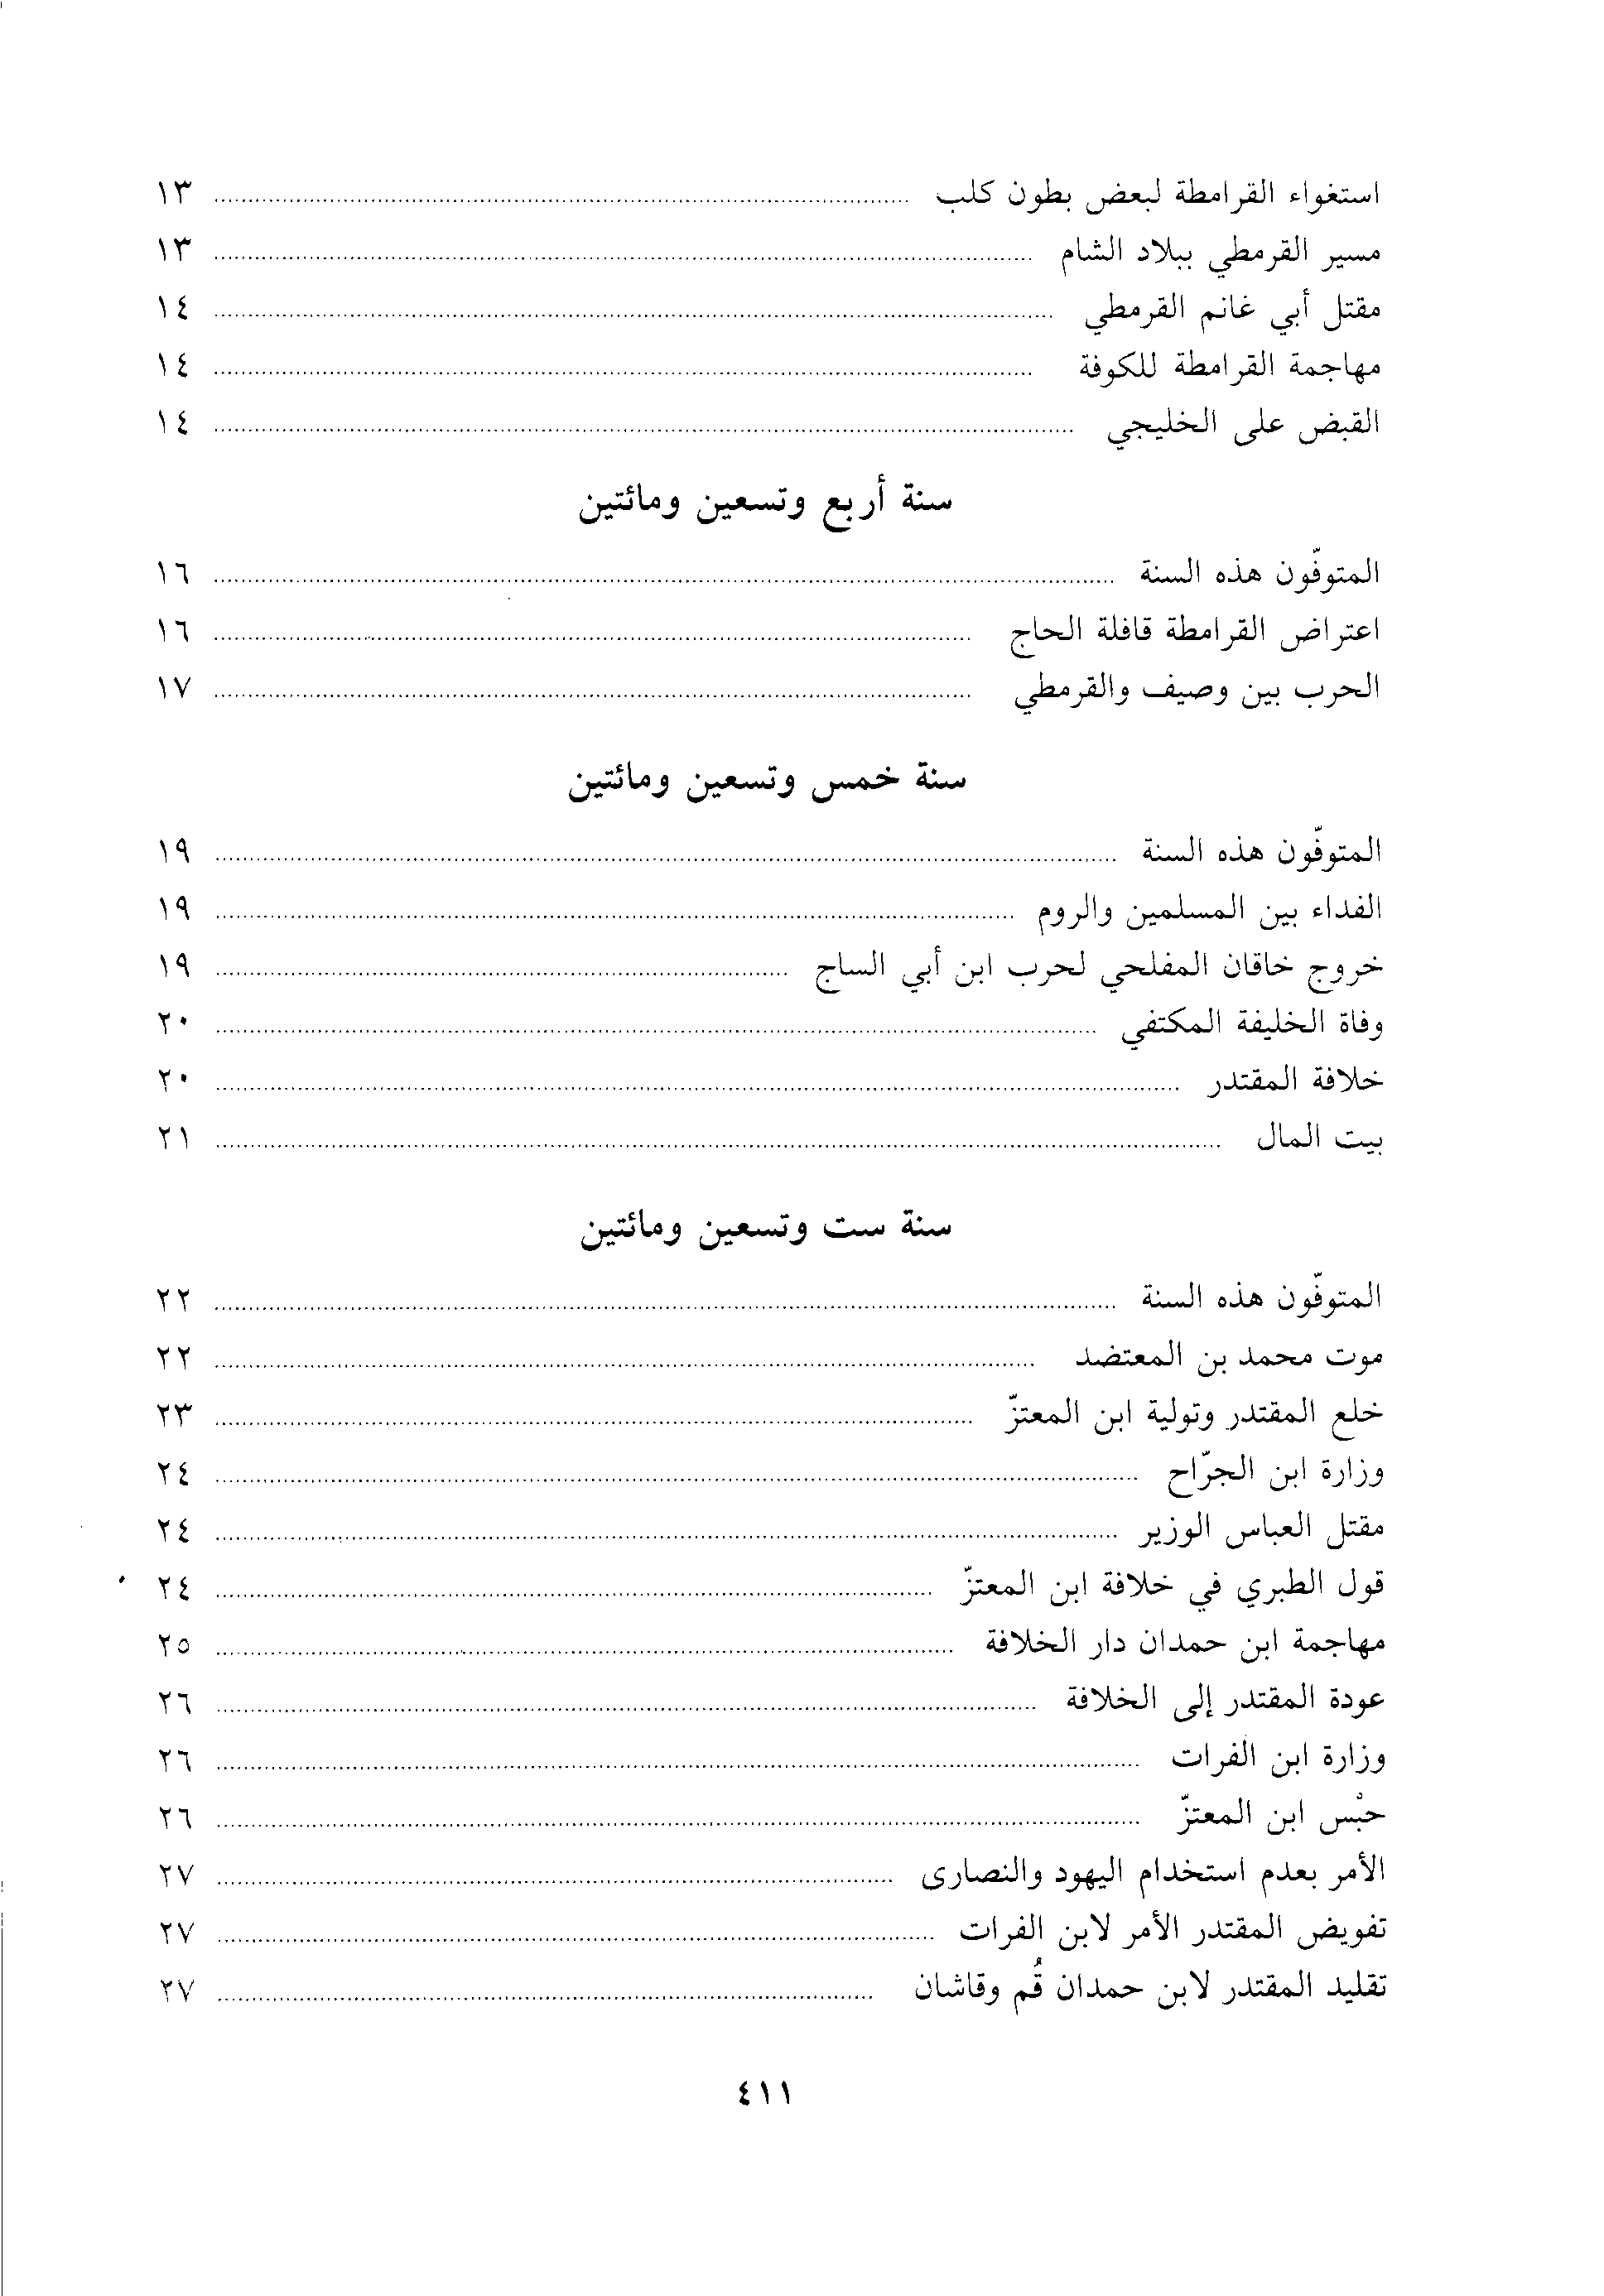 استغواء القرامطة لبعض بطون كلب ........ ١٣
مسير القرمطي ببلاد الشام ........ ١٣
مقتل أبي غانم القرمطي ........ ١٤
مهاجمة القرامطة للكوفة ........ ١٤
القبض على الخليجي ........ ١٤
سنة أربع وتسعين ومائتين
المتوفّون هذه السنة ........ ١٦
اعتراض القرامطة قافلة الحاج ........ ١٦
الحرب بين وصيف والقرمطي ........ ١٧
سنة خمس وتسعين ومائتين
المتوفّون هذه السنة ........ ١٩
الفداء بين المسلمين والروم ........ ١٩
خروج خاقان المفلحي لحرب ابن أبي الساج ........ ١٩
وفاة الخليفة المكتفي ........ ٢٠
خلافة المقتدر ........ ٢٠
بيت المال ........ ٢١
سنة ست وتسعين ومائتين
المتوفّون هذه السنة ........ ٢٢
موت محمد بن المعتضد ........ ٢٢
خلع المقتدر وتولية ابن المعتزّ ........ ٢٣
وزارة ابن الجرّاح ........ ٢٤
مقتل العباس الوزير ........ ٢٤
قول الطبري في خلافة ابن المعتزّ ........ ٢٤
مهاجمة ابن حمدان دار الخلافة ........ ٢٥
عودة المقتدر إلى الخلافة ........ ٢٦
وزارة ابن الفرات ........ ٢٦
حبْس ابن المعتزّ ........ ٢٦
الأمر بعدم استخدام اليهود والنصارى ........ ٢٧
تفويض المقتدر الأمر لابن الفرات ........ ٢٧
تقليد المقتدر لابن حمدان قُم وقاشان ........ ٢٧
٤١١